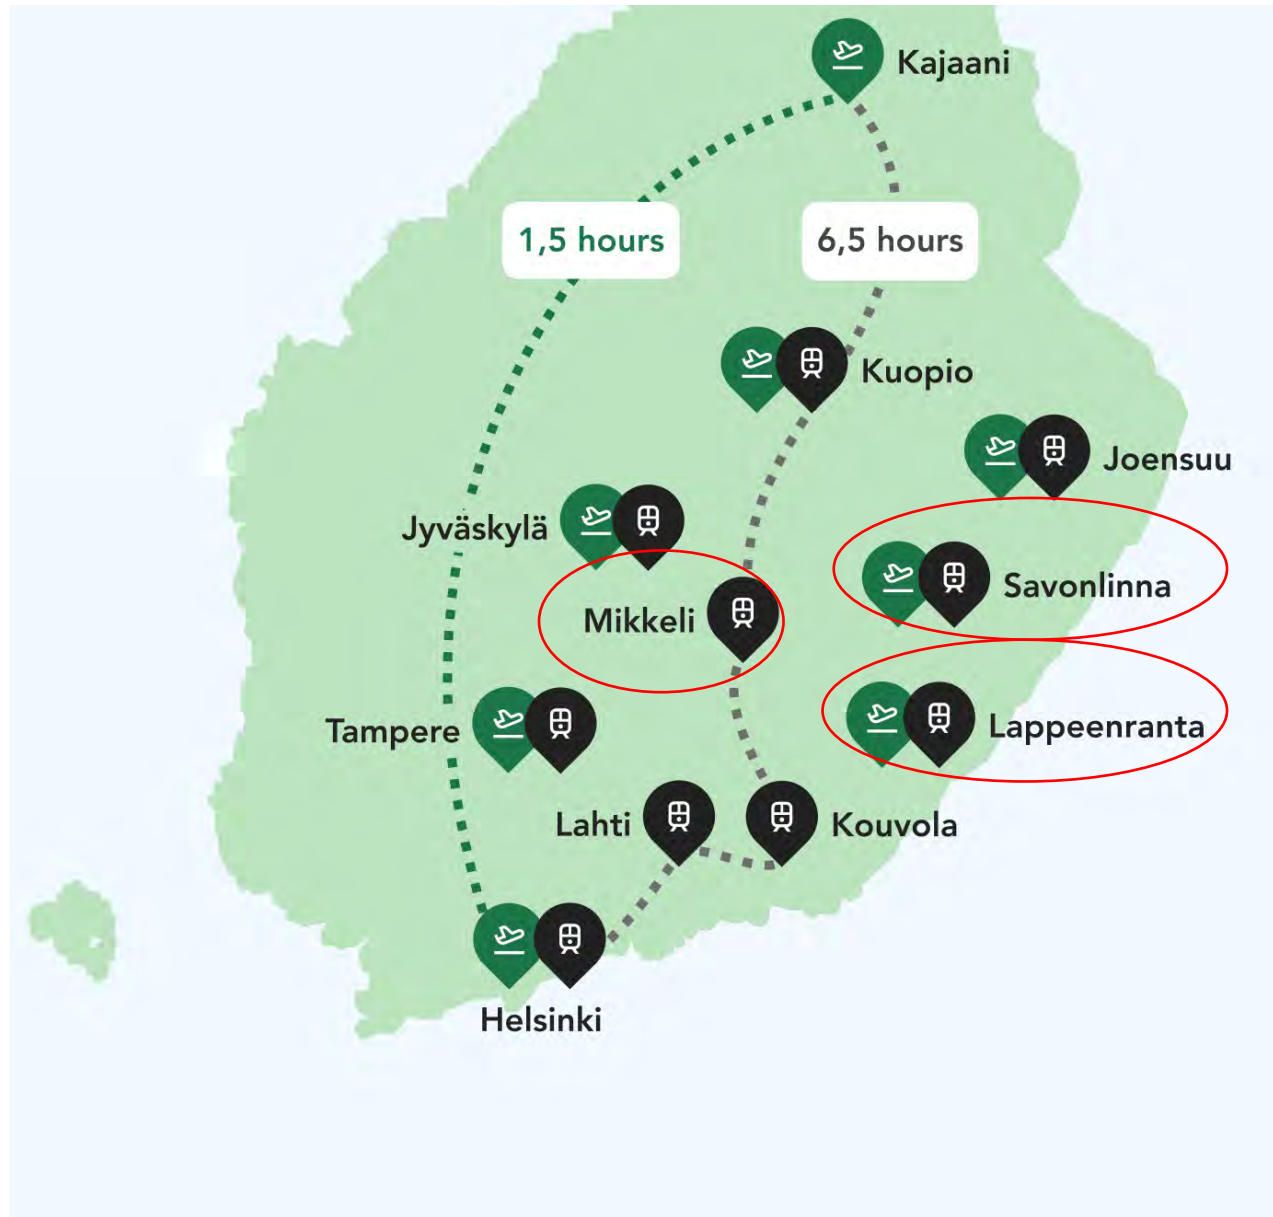 Kajaani
1,5 hours
6,5 hours
Kuopio
Joensuu
Jyväskylä
Savonlinna
Mikkeli
Lappeenranta
Tampere
Lahti
Kouvola
Helsinki